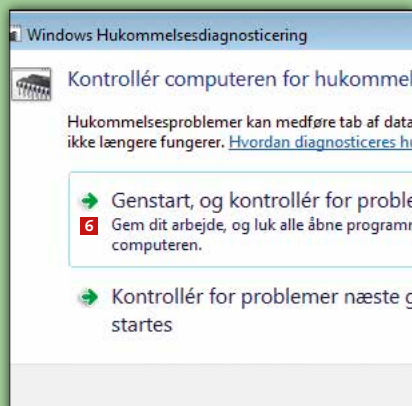 Windows Hukommelsesdiagnosticering
Kontrollér computeren for hukommel
Hukommelsesproblemer kan medføre tab af data
ikke længere fungerer. Hvordan diagnosticeres hu
Genstart, og kontrollér for proble
6 Gem dit arbejde, og luk alle åbne program
computeren.
Kontrollér for problemer næste g
startes